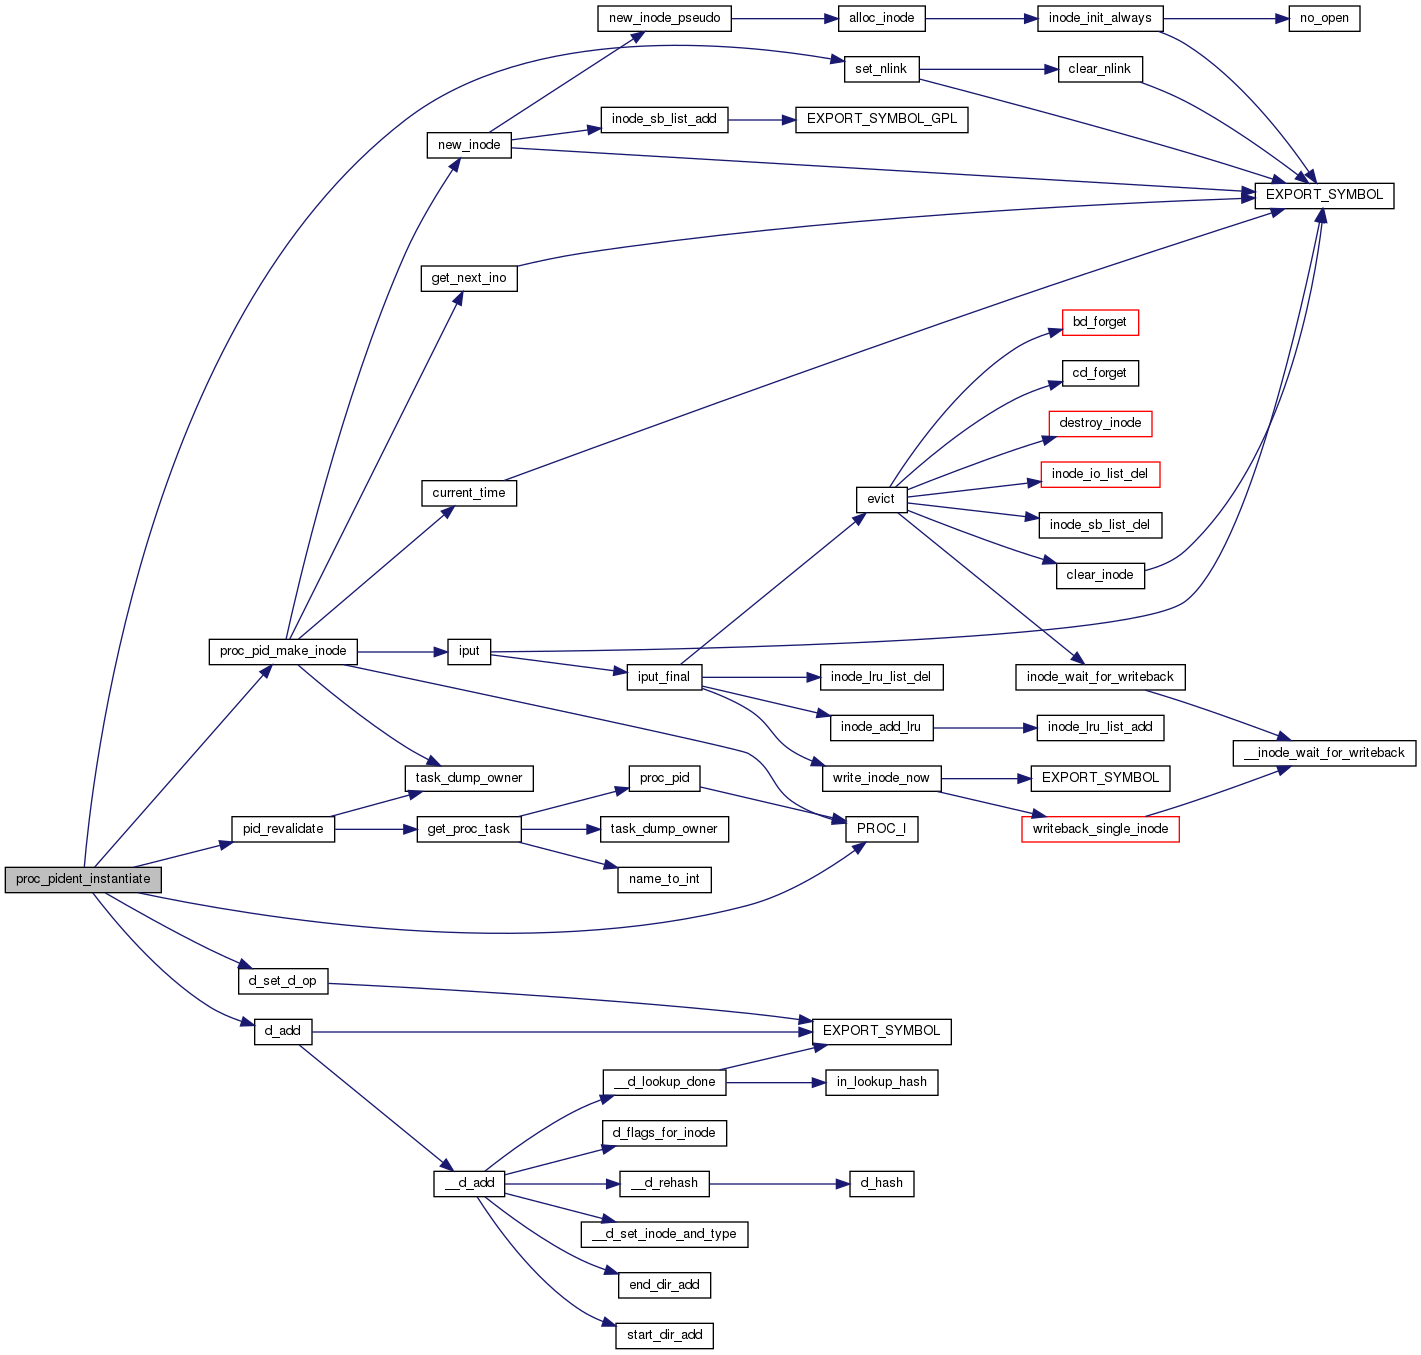 new_inode_pseudo
alloc_inode
inode_init_always
no_open
set_nlink
clear_nlink
inode_sb_list_add
EXPORT_SYMBOL_GPL
new_inode
EXPORT_SYMBOL
get_next_ino
bd_forget
cd_forget
destroy_inode
inode_io_list_del
current_time
evict
inode_sb_list_del
clear_inode
proc_pid_make_inode
iput
iput_final
inode_lru_list_del
inode_wait_for_writeback
inode_add_lru
inode_lru_list_add
__inode_wait_for_writeback
task_dump_owner
proc_pid
write_inode_now
EXPORT_SYMBOL
pid_revalidate
get_proc_task
task_dump_owner
PROC_I
writeback_single_inode
proc_pident_instantiate
name_to_int
d_set_d_op
d_add
EXPORT_SYMBOL
__d_lookup_done
in_lookup_hash
d_flags_for_inode
__d_add
__d_rehash
d_hash
__d_set_inode_and_type
end_dir_add
start_dir_add